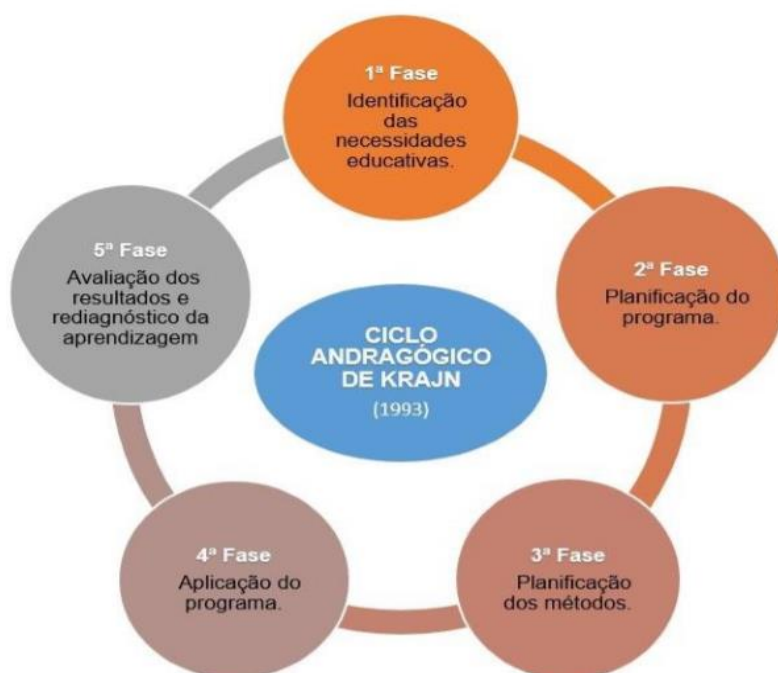 1ª Fase
Identificação
das
necessidades
educativas.
2ª Fase
Planificação do
programa.
3ª Fase
Planificação
dos métodos.
4ª Fase
Aplicação do
programa.
5ª Fase
Avaliação dos
resultados e
rediagnóstico da
aprendizagem
CICLO
ANDRAGÓGICO
DE KRAJN
(1993)